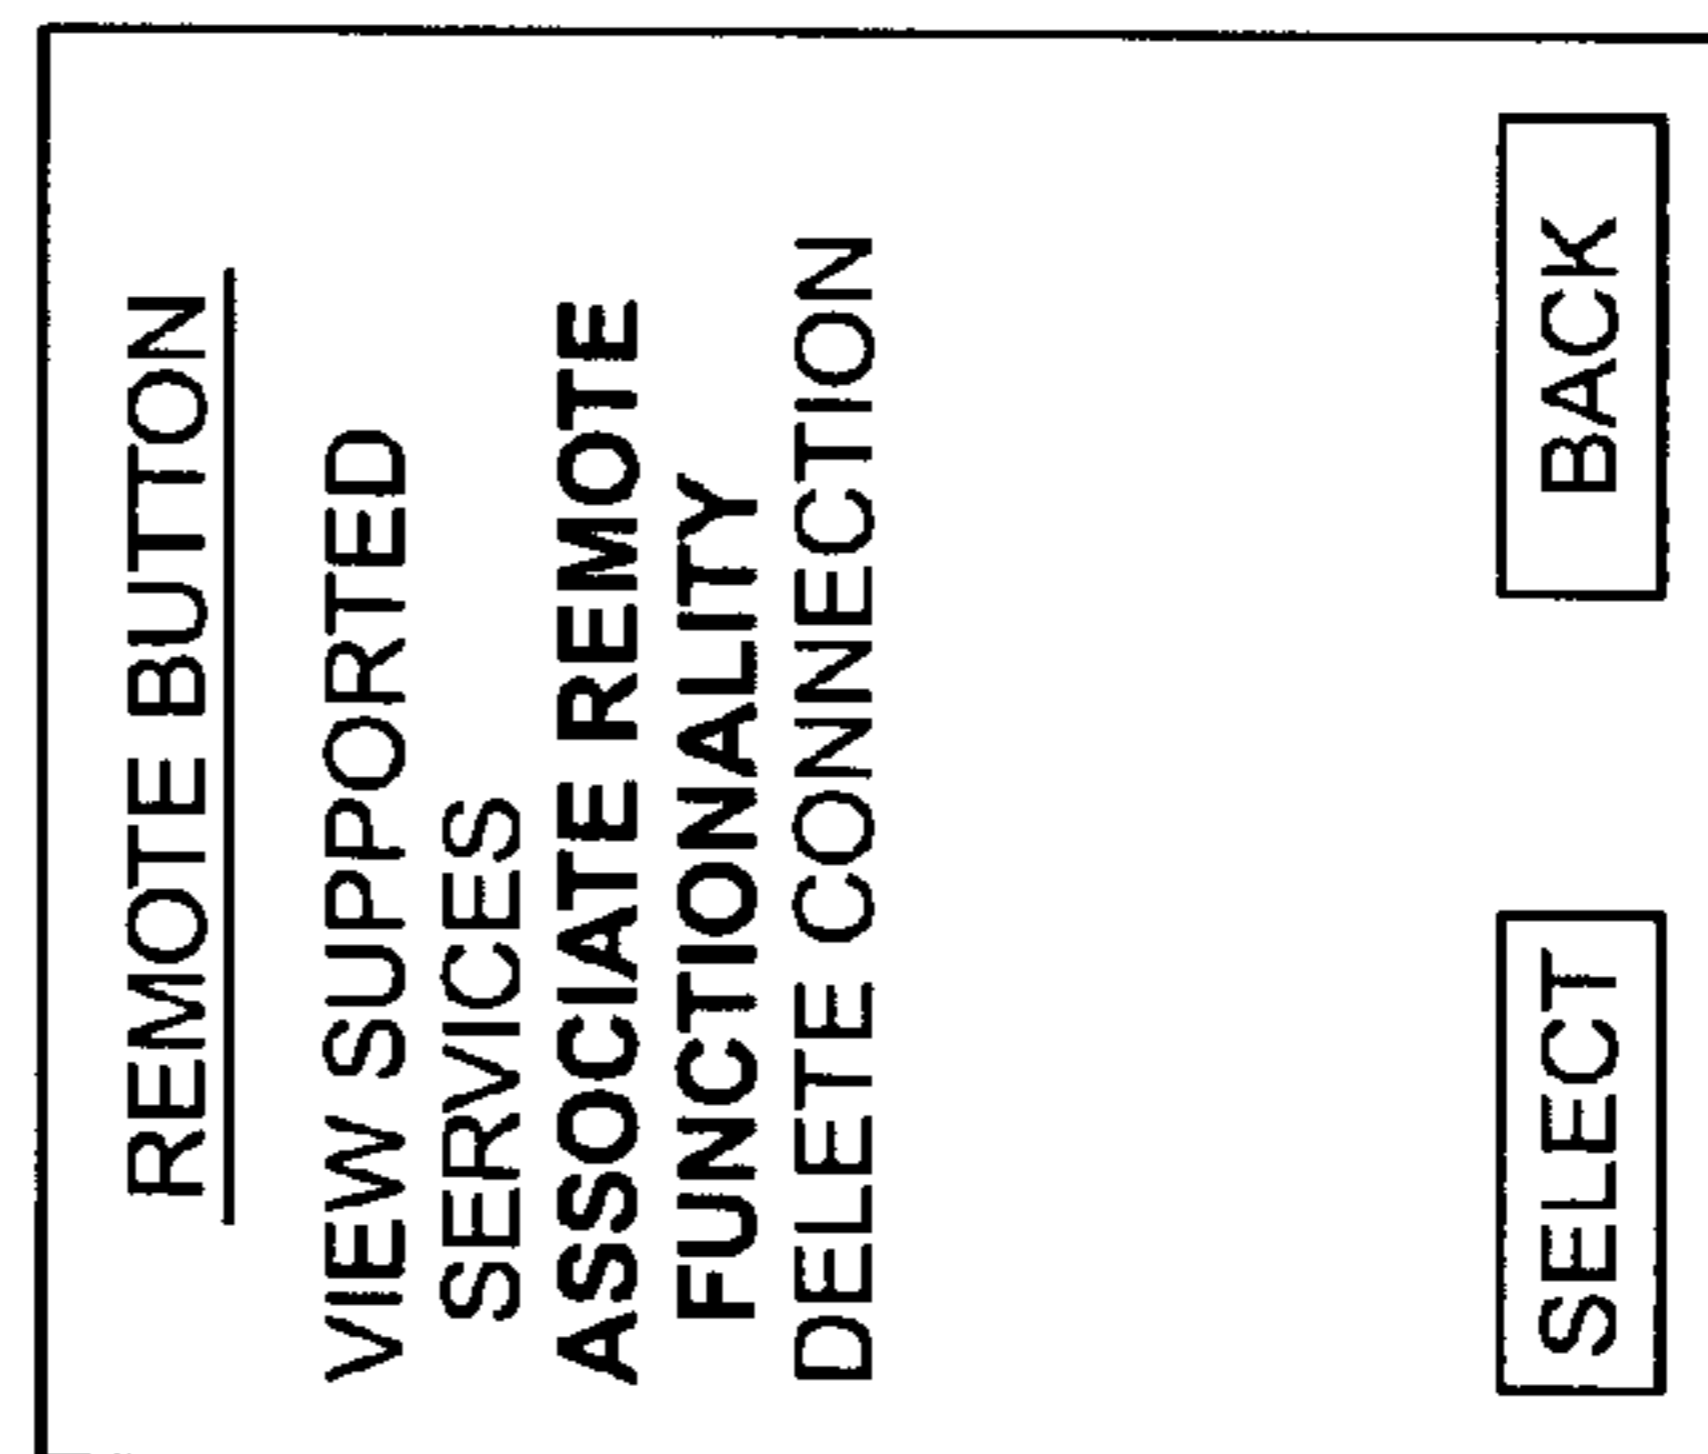 REMOTE BUTTON
VIEW SUPPORTED
SERVICES
ASSOCIATE REMOTE
FUNCTIONALITY
DELETE CONNECTION
SELECT
BACK